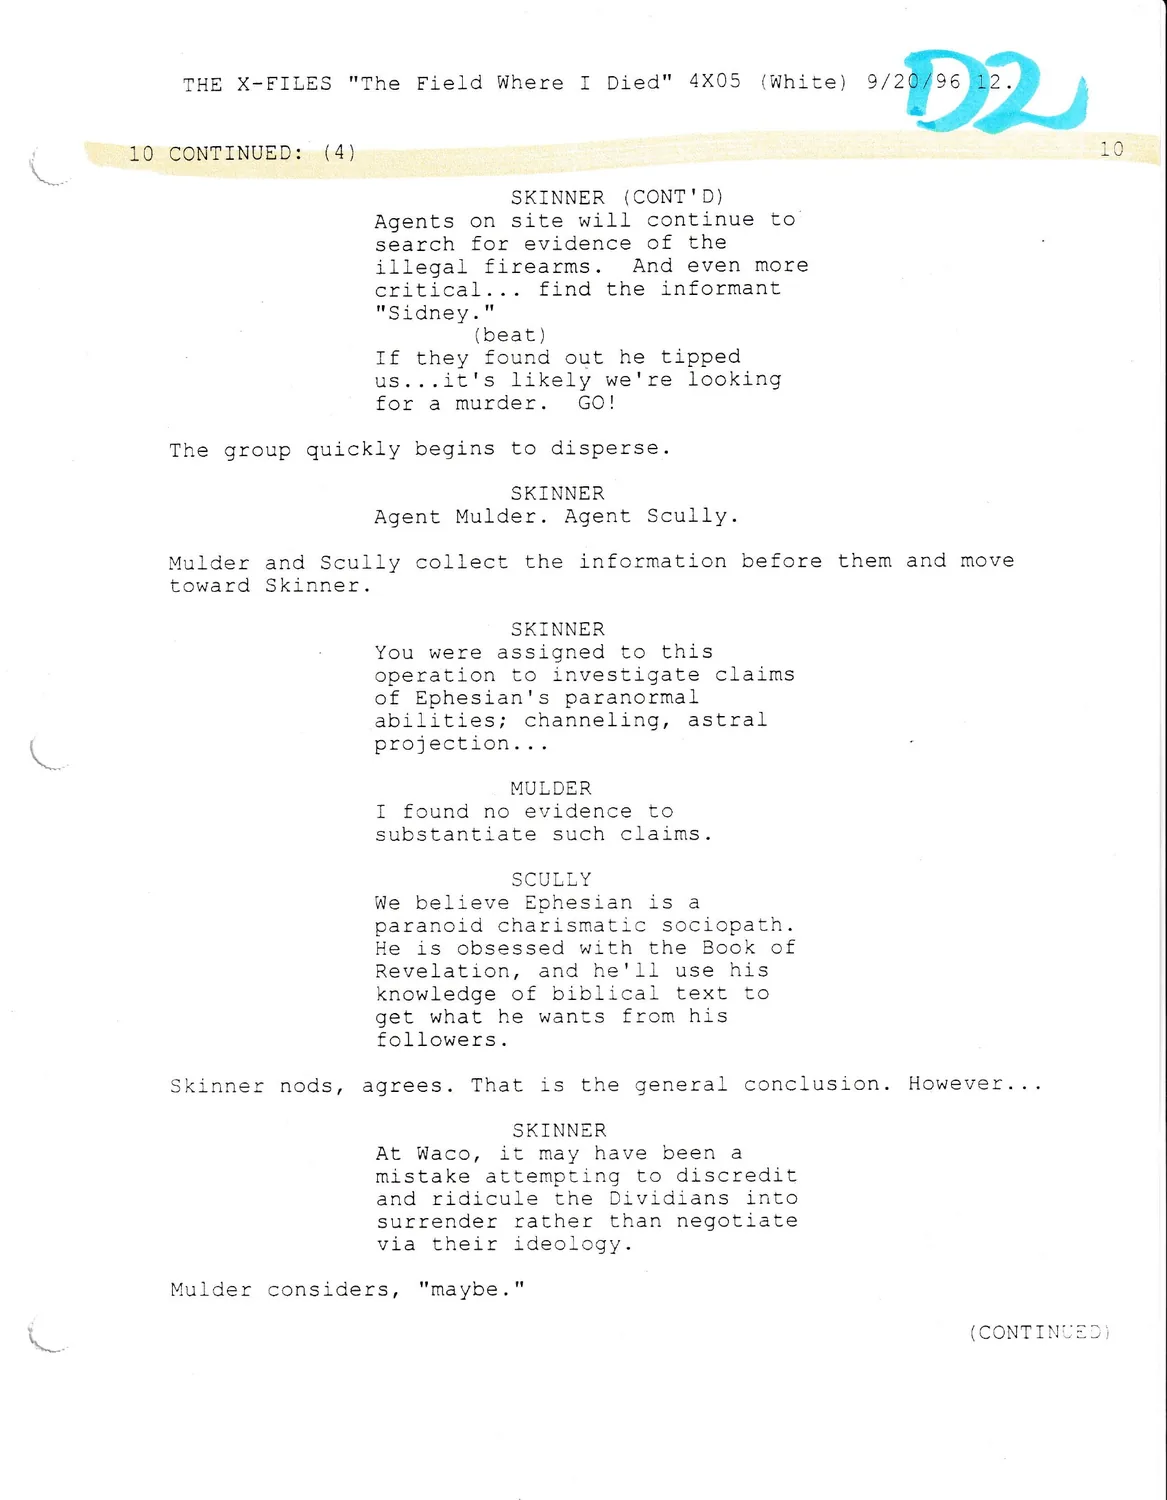 THE X-FILES "The Field Where I Died" 4X05 (White) 9/20/96 12.
D2
10 CONTINUED: (4) 10
SKINNER (CONT'D)
Agents on site will continue to
search for evidence of the
illegal firearms. And even more
critical... find the informant
"Sidney."
(beat)
If they found out he tipped
us...it's likely we're looking
for a murder. GO!
The group quickly begins to disperse.
SKINNER
Agent Mulder. Agent Scully.
Mulder and Scully collect the information before them and move
toward Skinner.
SKINNER
You were assigned to this
operation to investigate claims
of Ephesian's paranormal
abilities; channeling, astral
projection...
MULDER
I found no evidence to
substantiate such claims.
SCULLY
We believe Ephesian is a
paranoid charismatic sociopath.
He is obsessed with the Book of
Revelation, and he'll use his
knowledge of biblical text to
get what he wants from his
followers.
Skinner nods, agrees. That is the general conclusion. However...
SKINNER
At Waco, it may have been a
mistake attempting to discredit
and ridicule the Dividians into
surrender rather than negotiate
via their ideology.
Mulder considers, "maybe."
(CONTINUED)